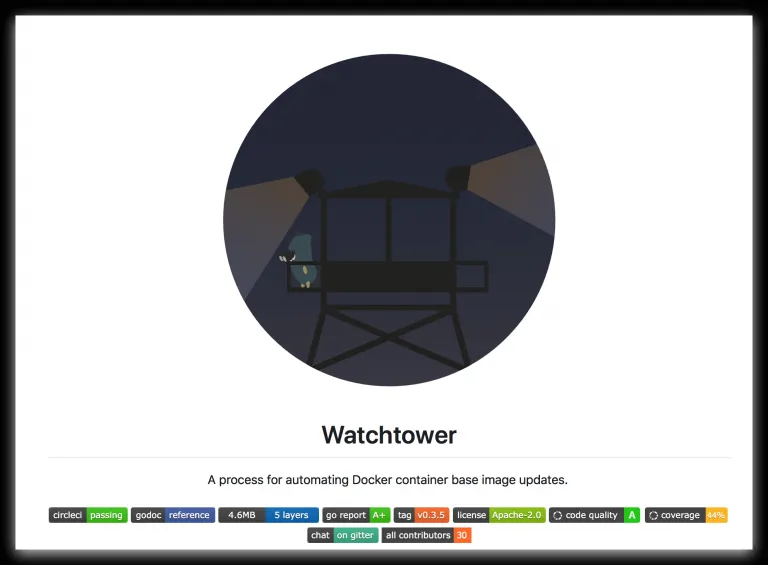 Watchtower
A process for automating Docker container base image updates.
circleci passing godoc reference 4.6MB 5 layers go report A+ tag v0.3.5 license Apache-2.0 code quality A coverage 44%
chat on gitter all contributors 30